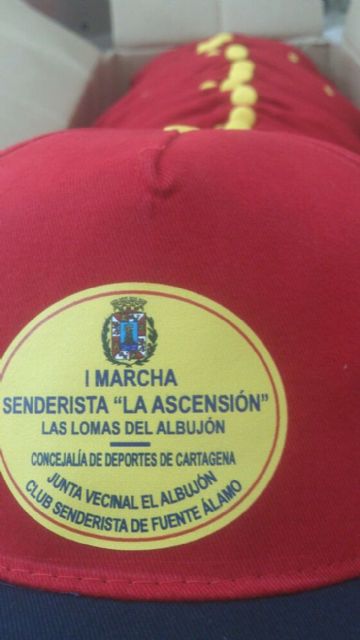 I MARCHA
SENDERISTA “LA ASCENSIÓN”
LAS LOMAS DEL ALBUJÓN
CONCEJALÍA DE DEPORTES DE CARTAGENA
JUNTA VECINAL EL ALBUJÓN
CLUB SENDERISTA DE FUENTE ÁLAMO